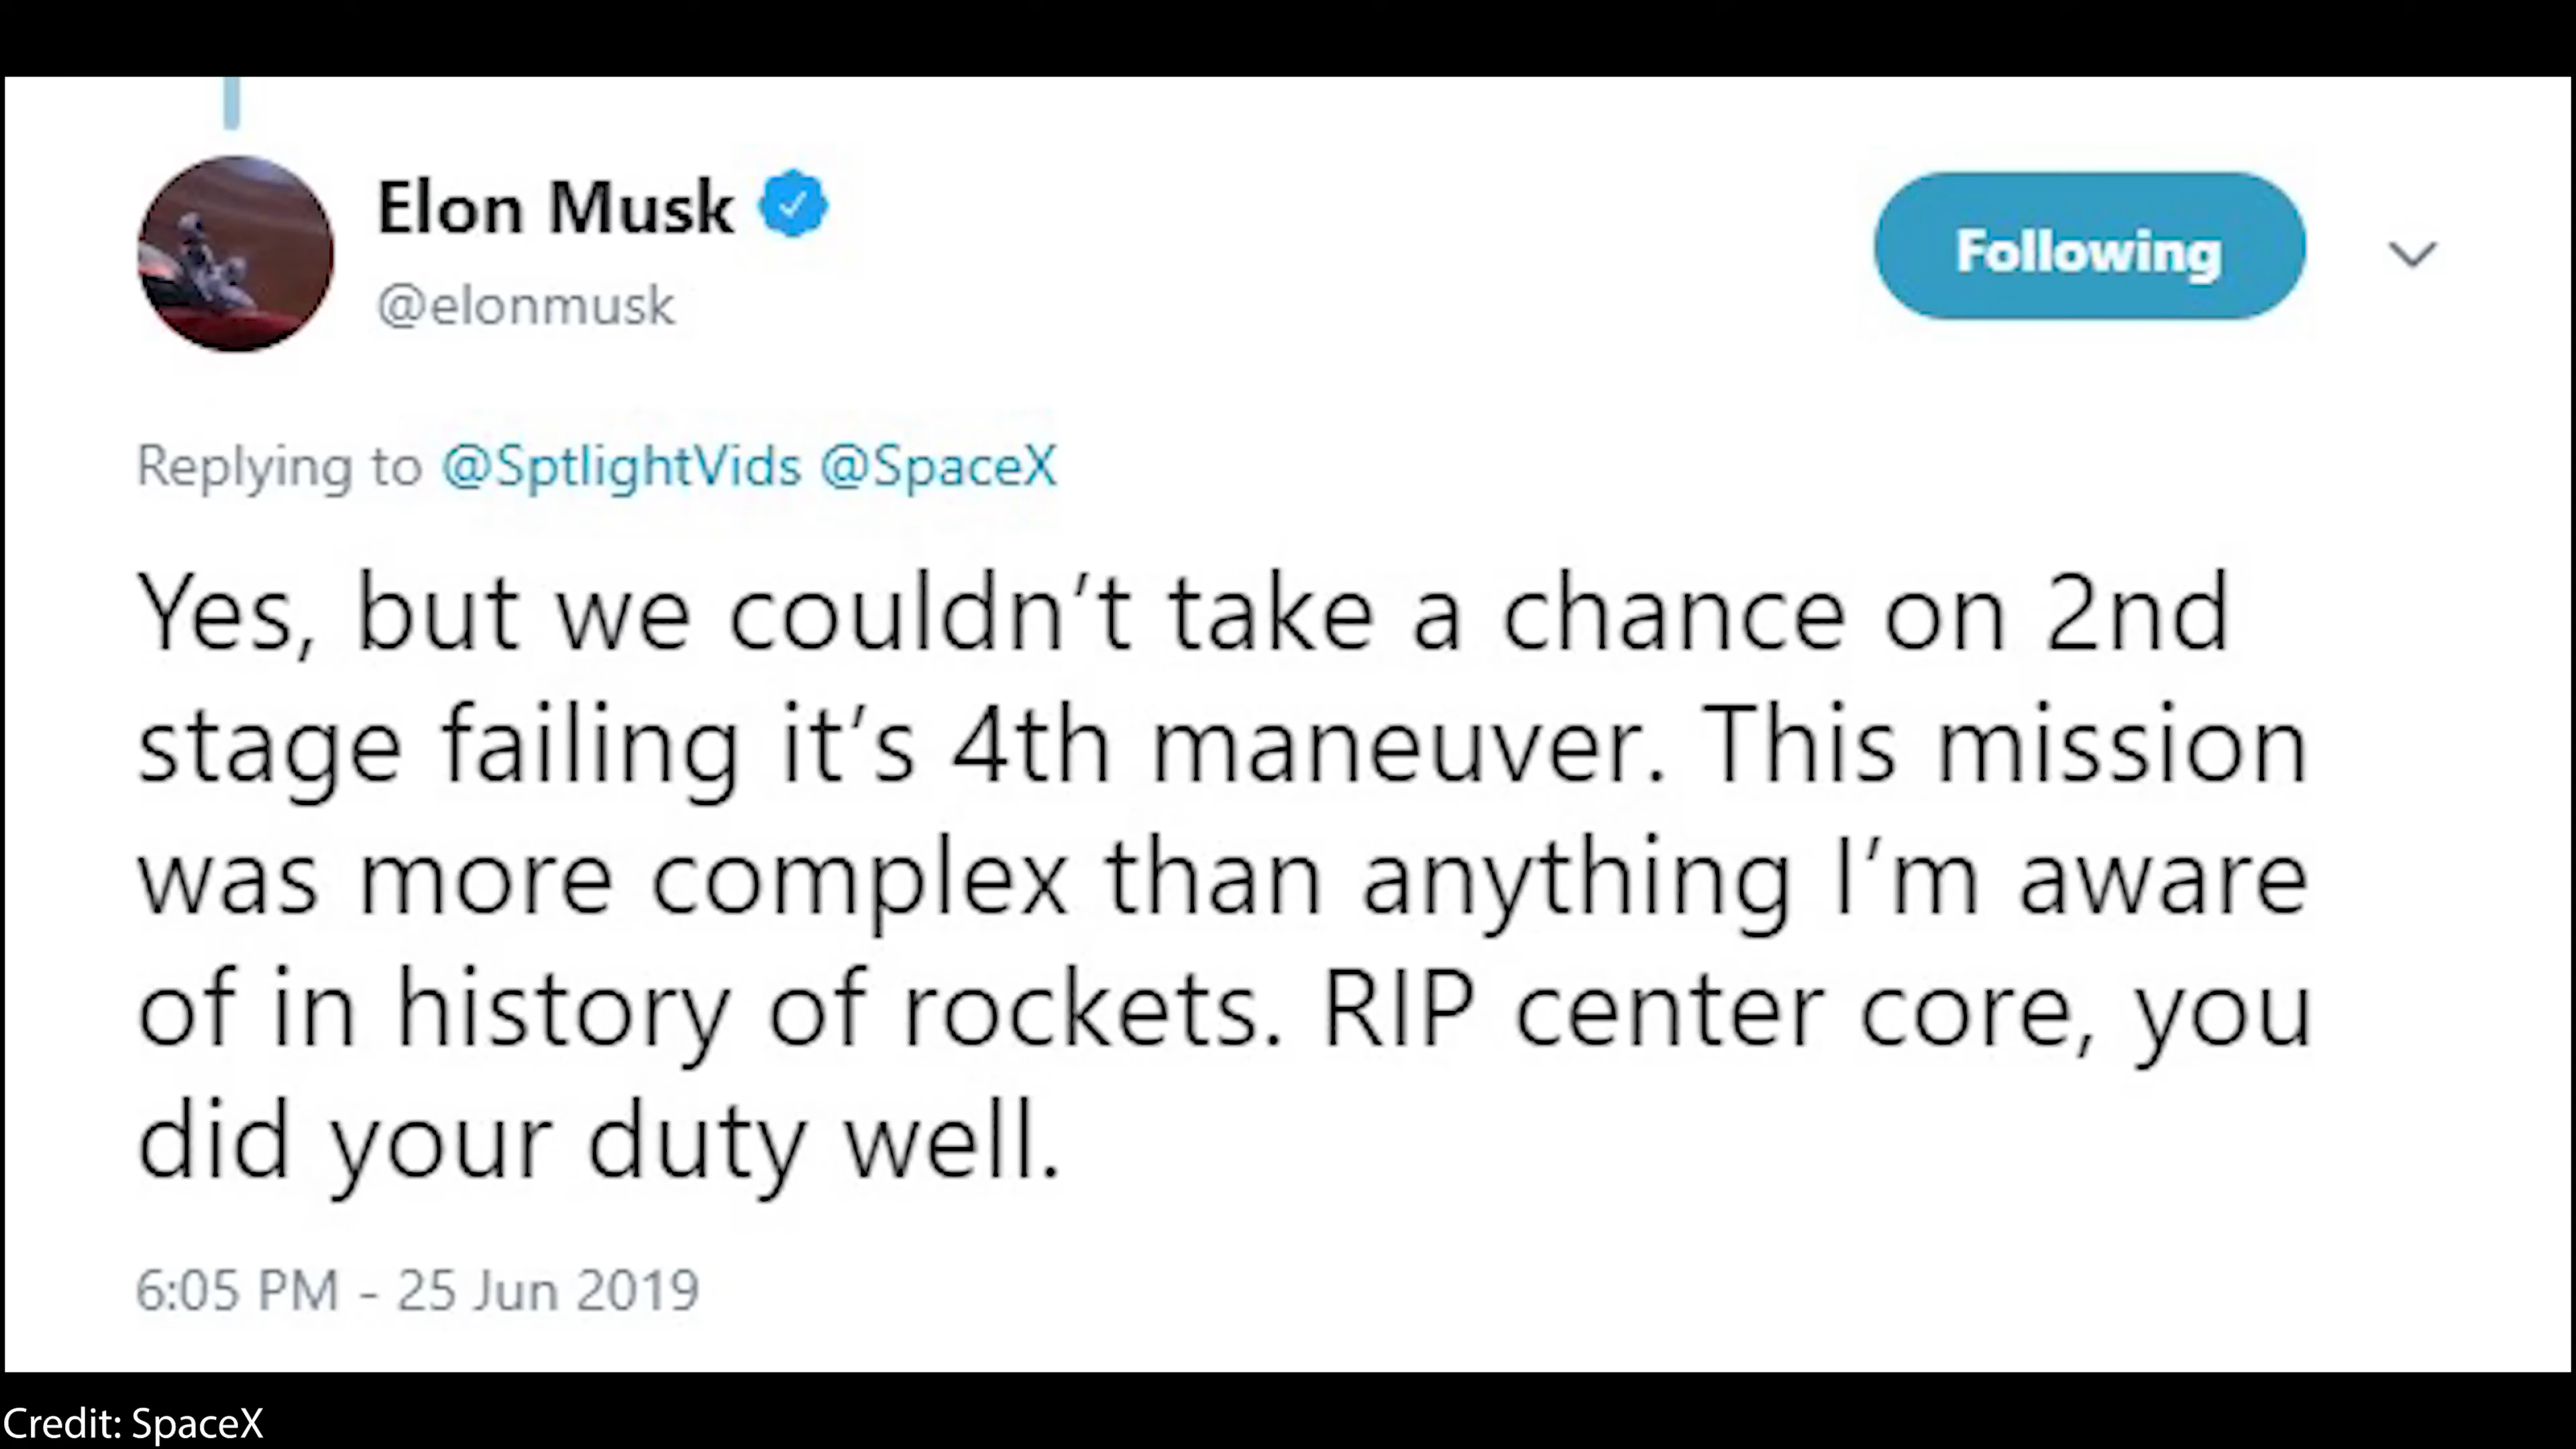 Elon Musk
@elonmusk
Following
Replying to @SptlightVids @SpaceX
Yes, but we couldn’t take a chance on 2nd
stage failing it’s 4th maneuver. This mission
was more complex than anything I’m aware
of in history of rockets. RIP center core, you
did your duty well.
6:05 PM - 25 Jun 2019
Credit: SpaceX